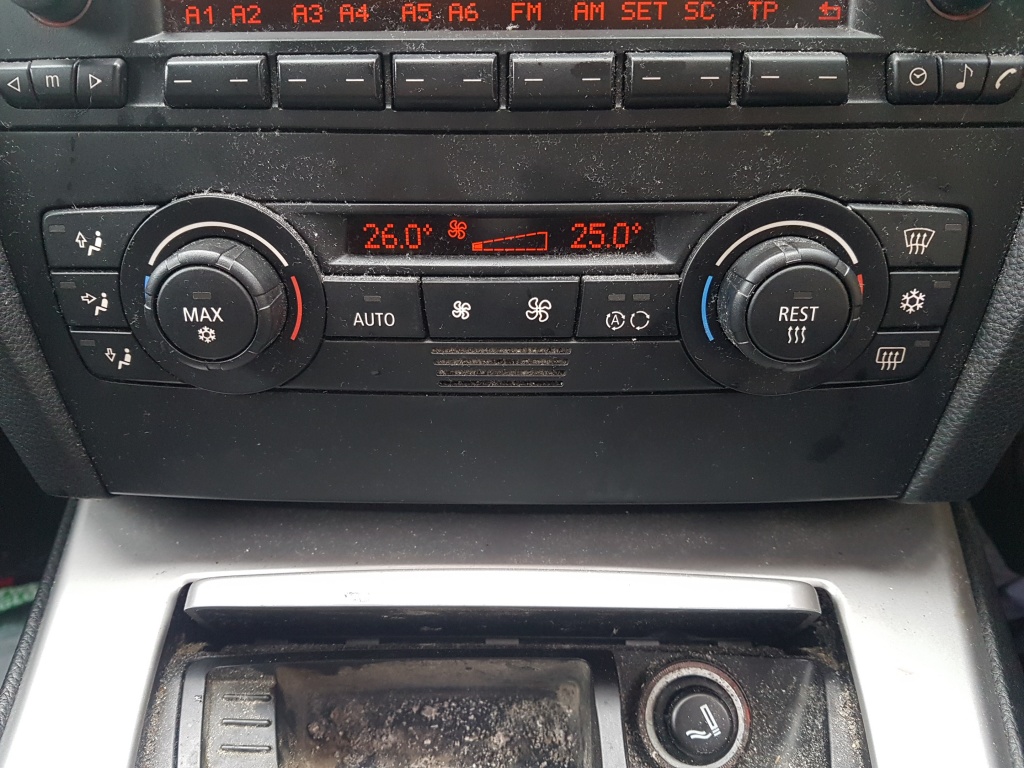 A1 A2 A3 A4 A5 A6 FM AM SET SC TP
m
26.0° 25.0°
MAX AUTO A REST